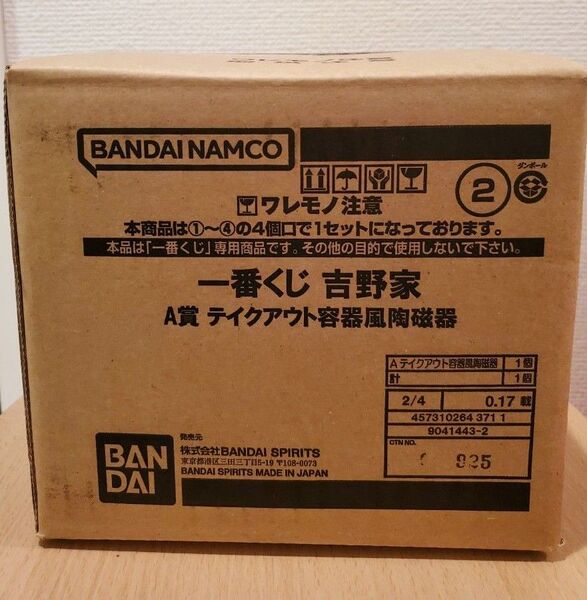 BANDAI NAMCO
②
ダンボール
ワレモノ注意
本商品は①～④の4個口で1セットになっております。
本品は「一番くじ」専用商品です。その他の目的で使用しないで下さい。
一番くじ 吉野家
A賞 テイクアウト容器風陶磁器
A テイクアウト容器風陶磁器 1個
計 1個
2/4 0.17 載
457310264 371 1
9041443-2
CTN NO.
925
BAN
DAI
発売元
株式会社BANDAI SPIRITS
東京都港区三田三丁目5-19 〒108-0073
BANDAI SPIRITS MADE IN JAPAN